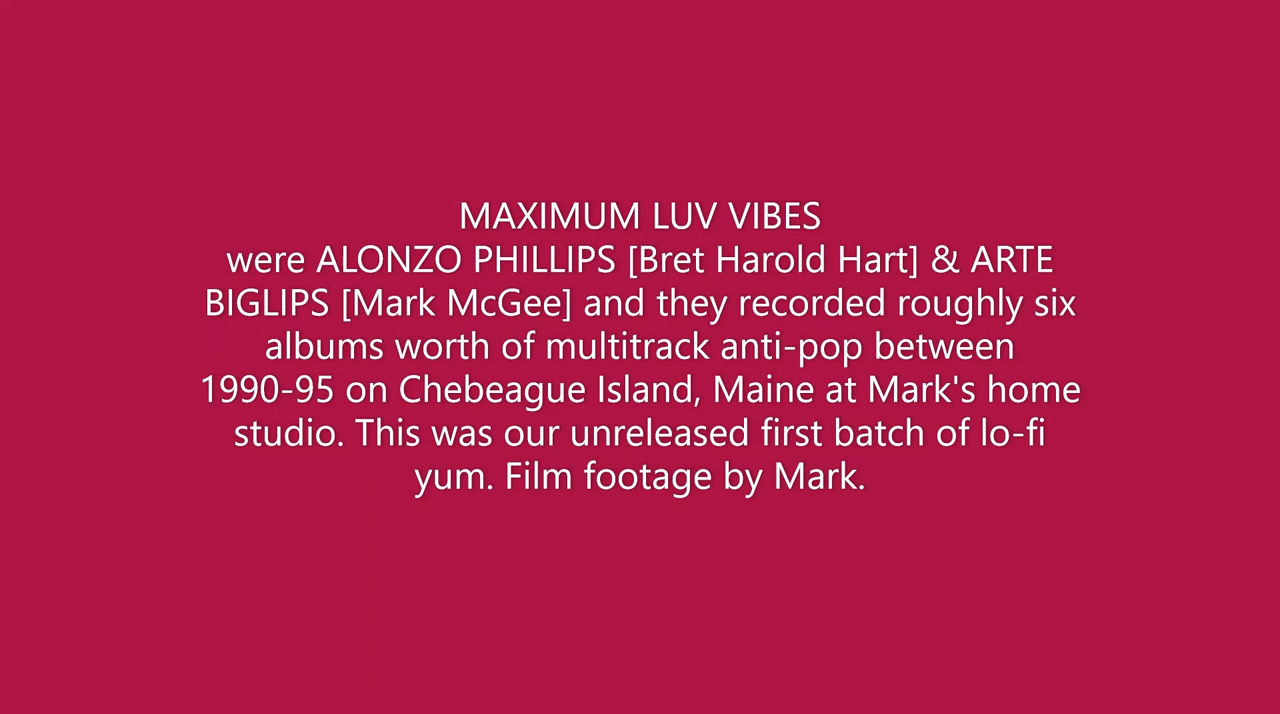 MAXIMUM LUV VIBES
were ALONZO PHILLIPS [Bret Harold Hart] & ARTE
BIGLIPS [Mark McGee] and they recorded roughly six
albums worth of multitrack anti-pop between
1990-95 on Chebeague Island, Maine at Mark's home
studio. This was our unreleased first batch of lo-fi
yum. Film footage by Mark.